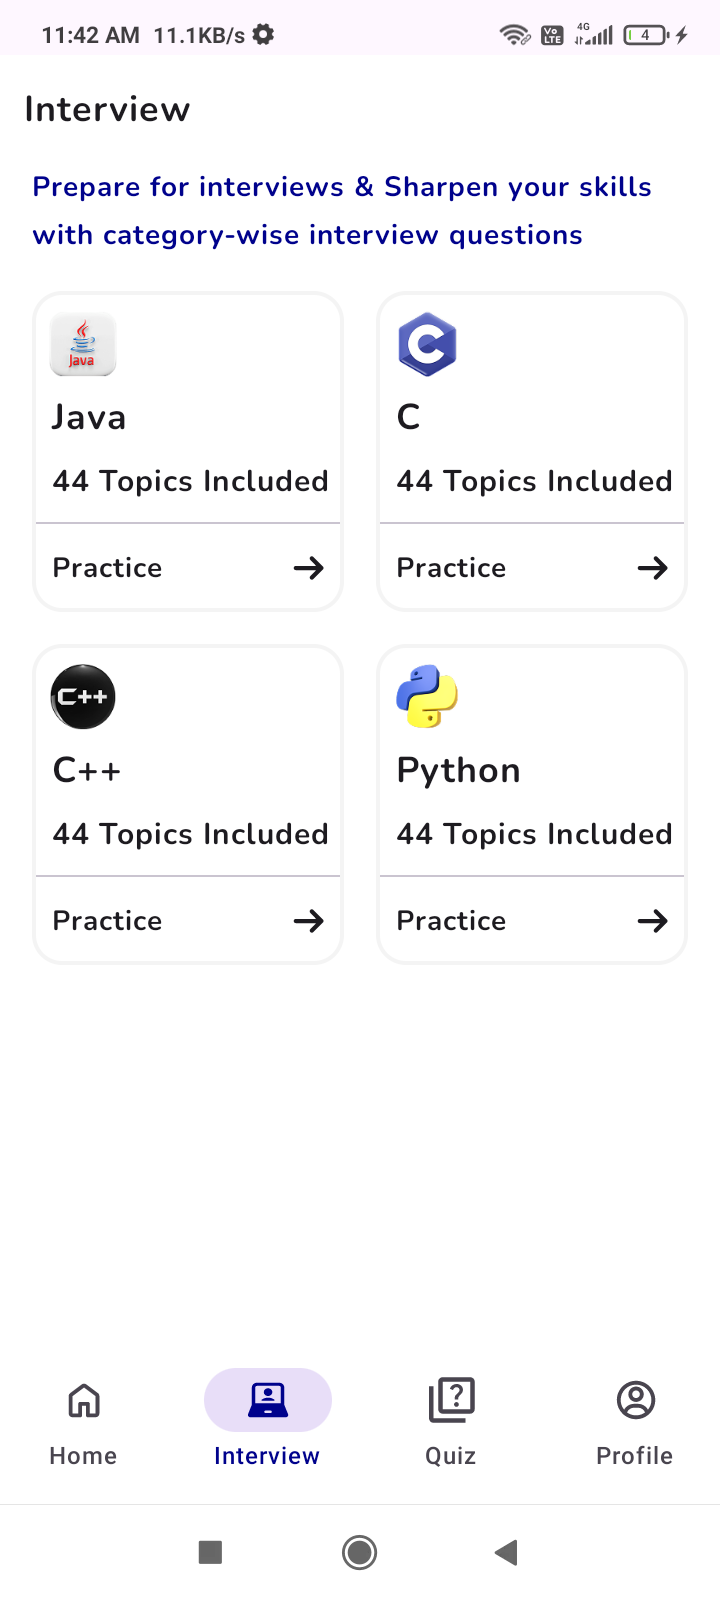 11:42 AM 11.1KB/s
Vo LTE 4G 4
Interview
Prepare for interviews & Sharpen your skills
with category-wise interview questions
Java
C
Java
C
44 Topics Included
44 Topics Included
Practice
Practice
C++
C++
Python
44 Topics Included
44 Topics Included
Practice
Practice
?
Home
Interview
Quiz
Profile